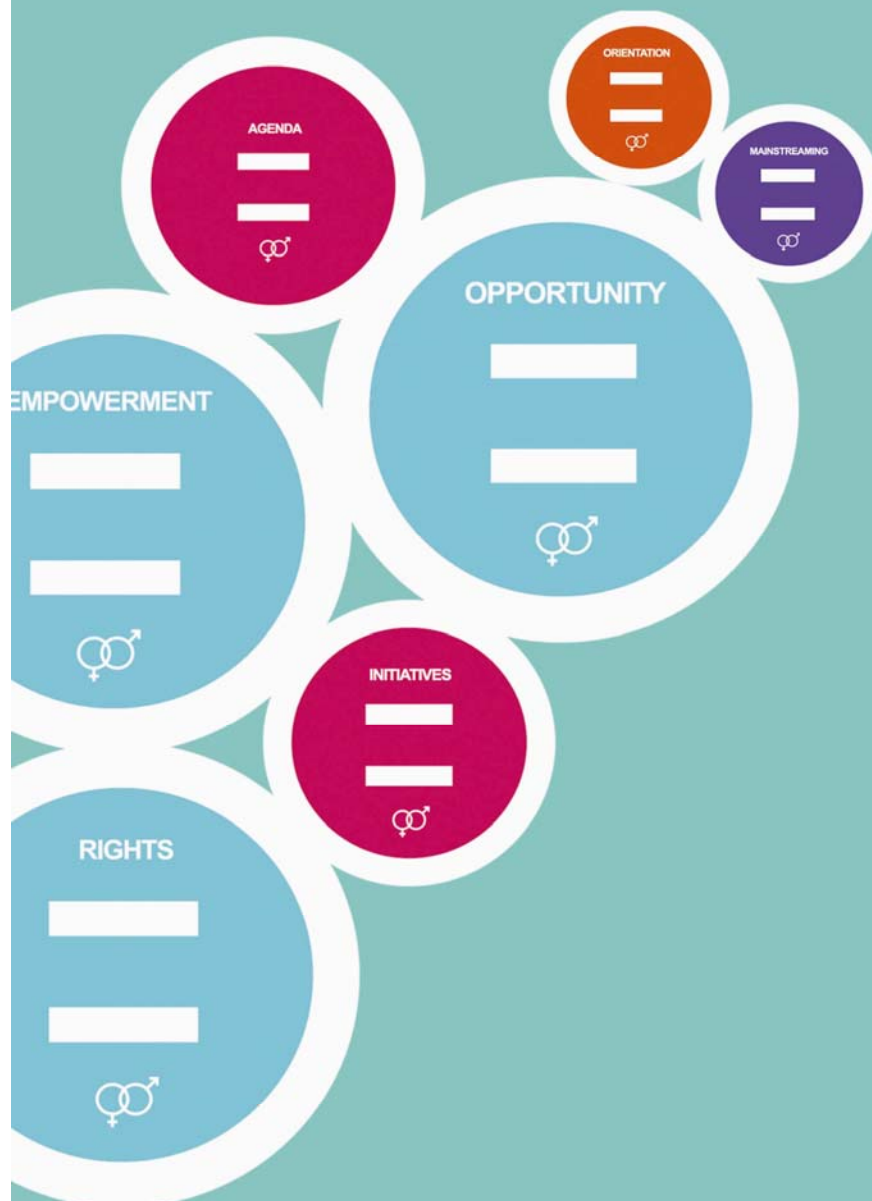 ORIENTATION
AGENDA
MAINSTREAMING
OPPORTUNITY
EMPOWERMENT
INITIATIVES
RIGHTS